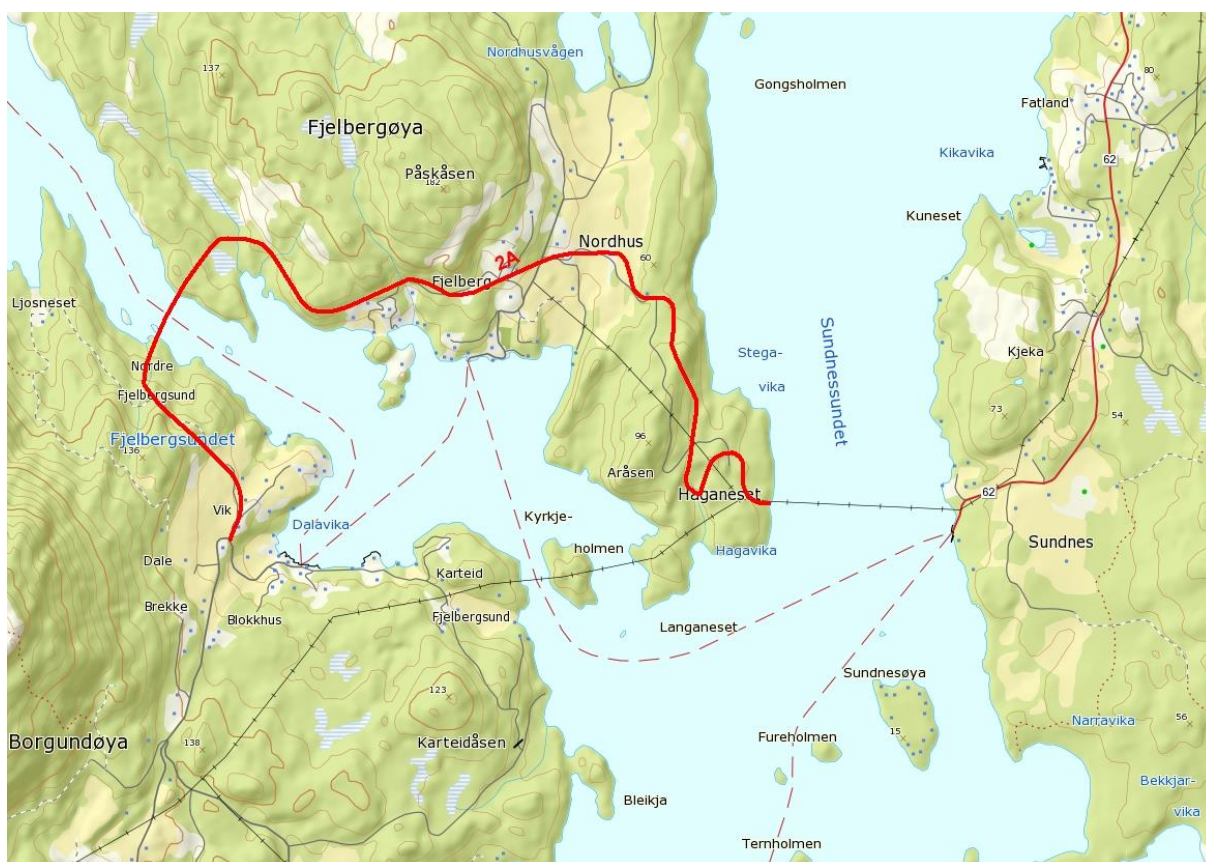 Nordhusvågen
137
80
Gongsholmen
Fatland
Fjelbergøya
Kikavika
62
Påskåsen
182
Kuneset
Nordhus
2A
60
Fjelberg
Ljosneset
Sundnessundet
Stega-
vika
Kjeka
Nordre
Fjelbergsund
73
54
Fjelbergsundet
136
96
Aråsen
Haganeset
62
Vik
Kyrkje-
holmen
Dalavika
Hagavika
Sundnes
Dale
Karteid
Brekke
Blokkhus
Fjelbergsund
Langaneset
Sundnesøya
123
Narravika
56
Borgundøya
138
Karteidåsen
Fureholmen
15
Bleikja
Bekkjar-
vika
Ternholmen